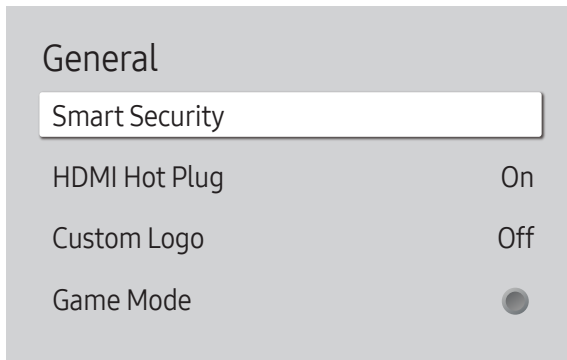 General
Smart Security
HDMI Hot Plug On
Custom Logo Off
Game Mode